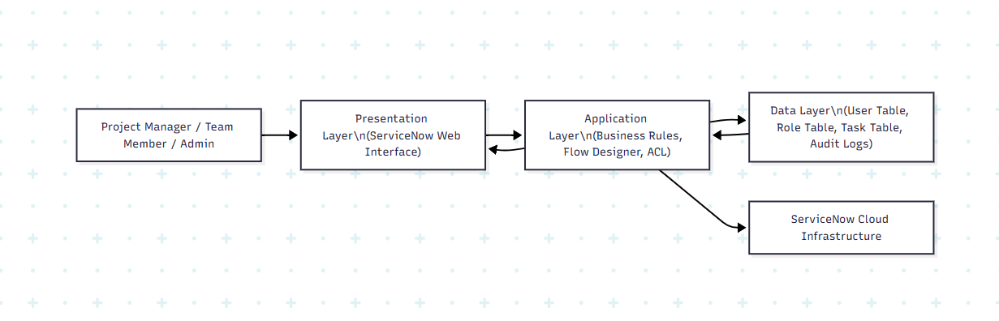 Project Manager / Team
Member / Admin
Presentation
Layer\n(ServiceNow Web
Interface)
Application
Layer\n(Business Rules,
Flow Designer, ACL)
Data Layer\n(User Table,
Role Table, Task Table,
Audit Logs)
ServiceNow Cloud
Infrastructure